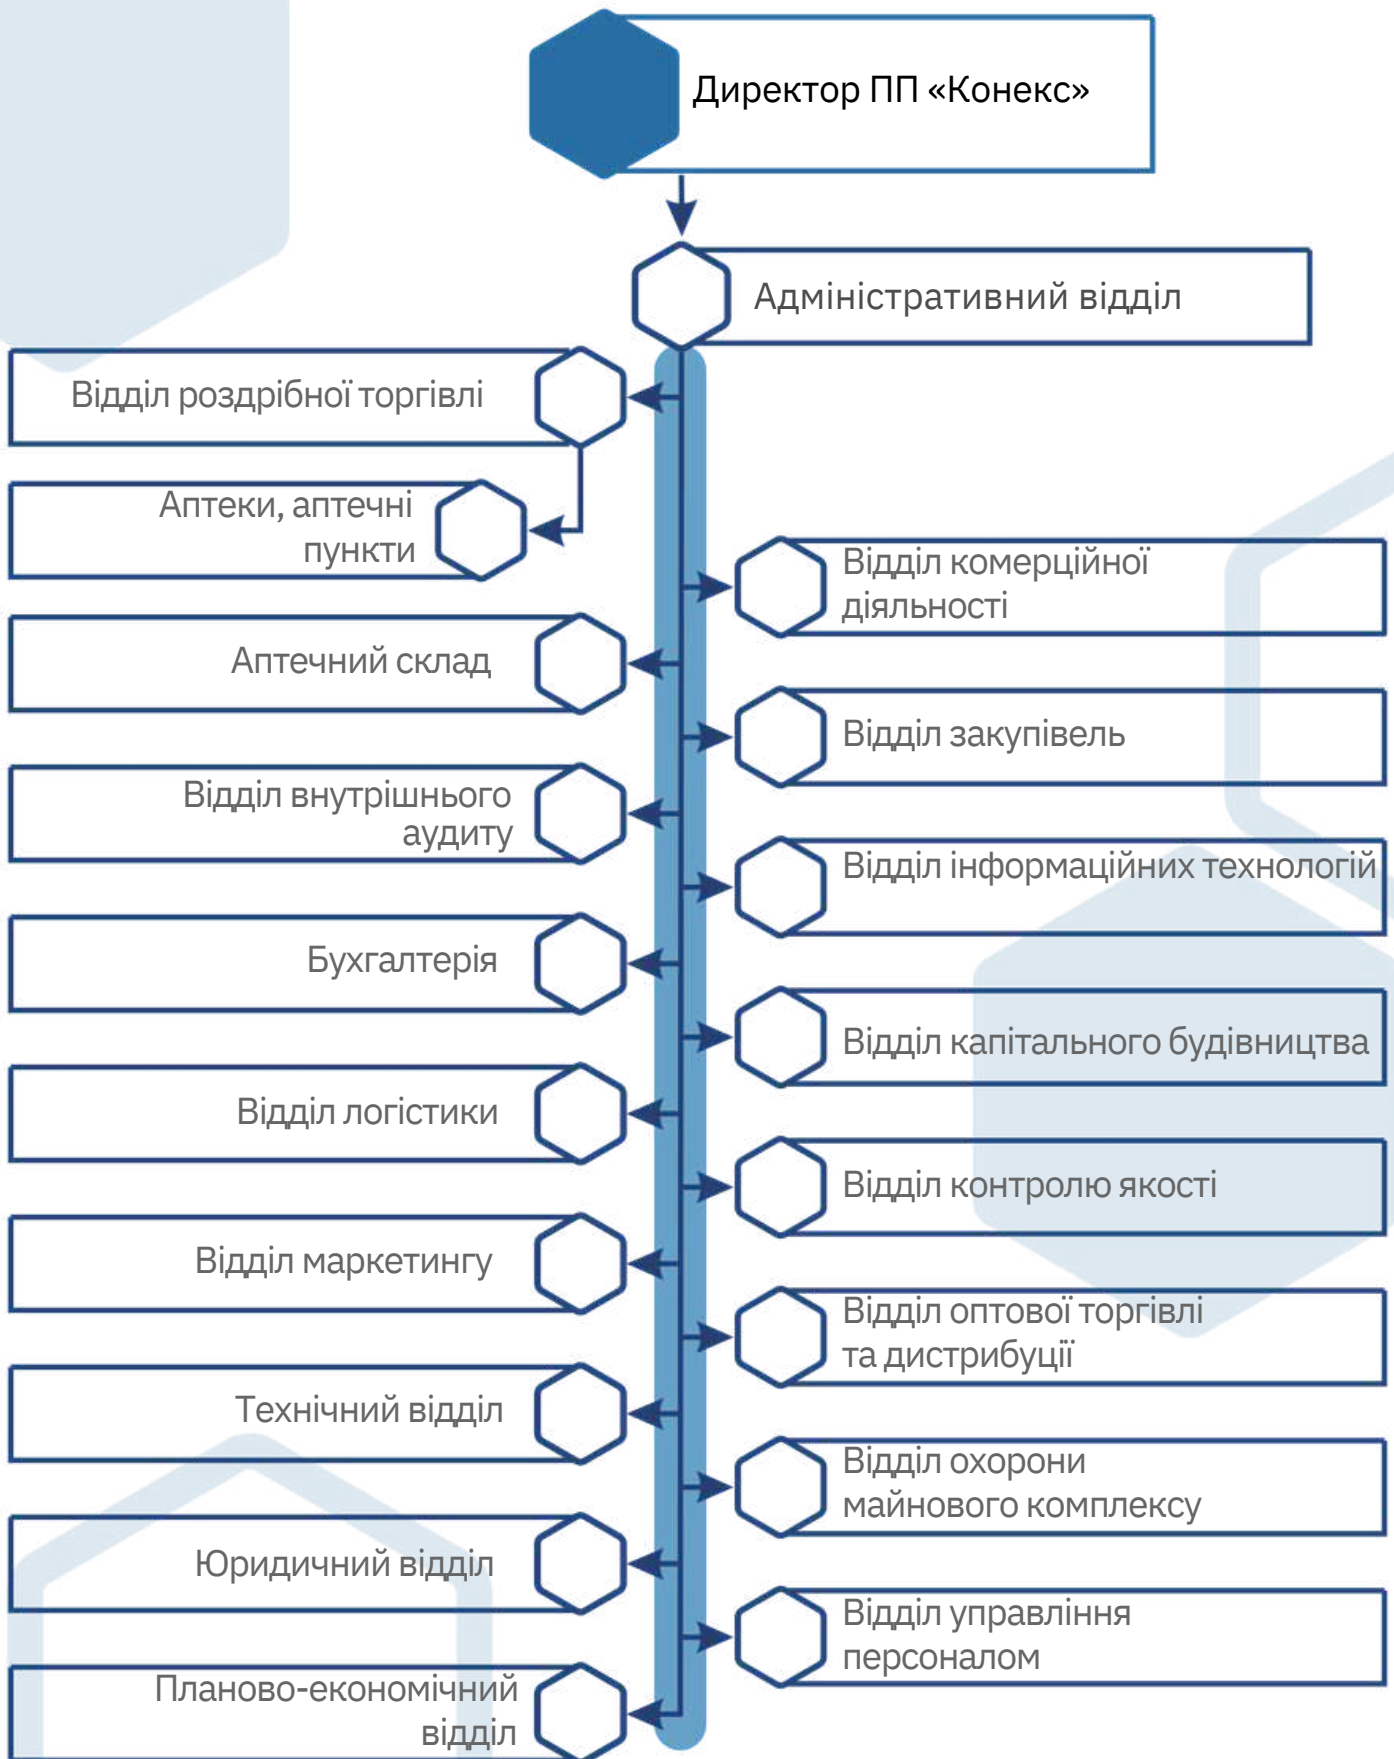 Директор ПП «Конекс»
Адміністративний відділ
Відділ роздрібної торгівлі
Аптеки, аптечні
пункти
Відділ комерційної
діяльності
Аптечний склад
Відділ закупівель
Відділ внутрішнього
аудиту
Відділ інформаційних технологій
Бухгалтерія
Відділ капітального будівництва
Відділ логістики
Відділ контролю якості
Відділ маркетингу
Відділ оптової торгівлі
та дистрибуції
Технічний відділ
Відділ охорони
майнового комплексу
Юридичний відділ
Відділ управління
персоналом
Планово-економічний
відділ